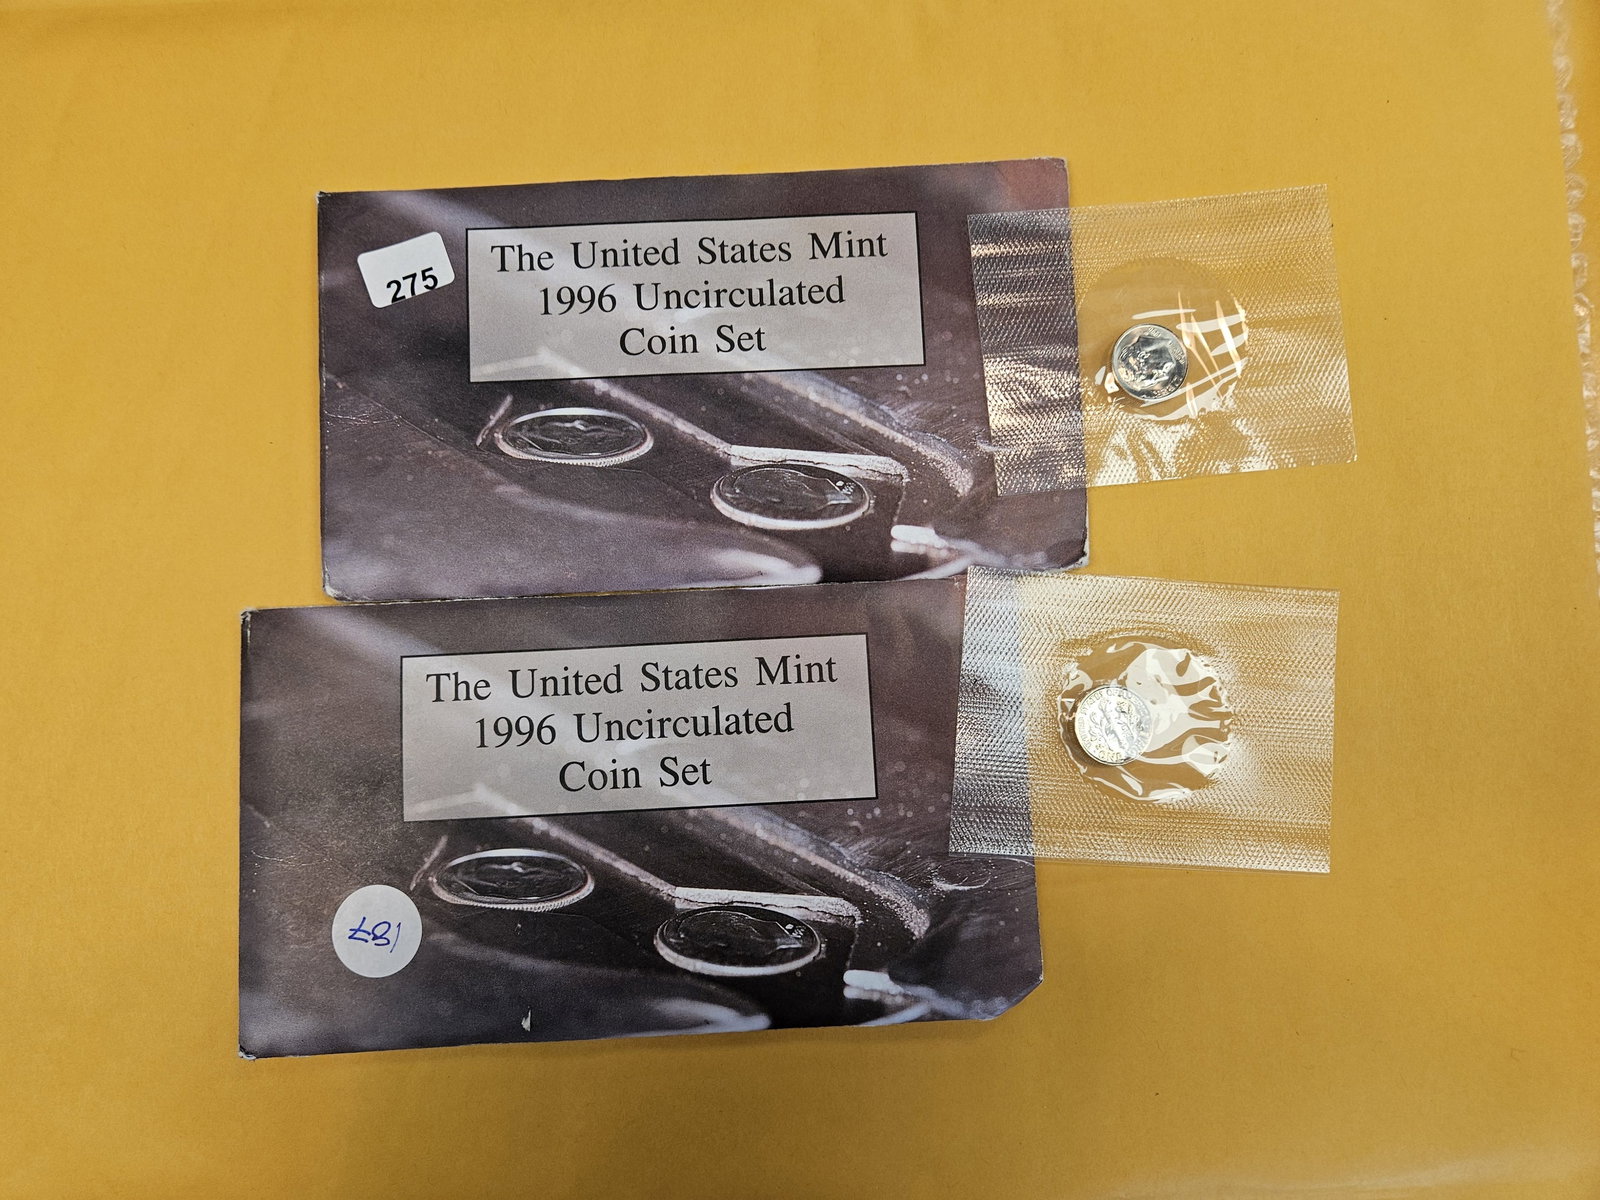 275
The United States Mint
1996 Uncirculated
Coin Set
The United States Mint
1996 Uncirculated
Coin Set
187